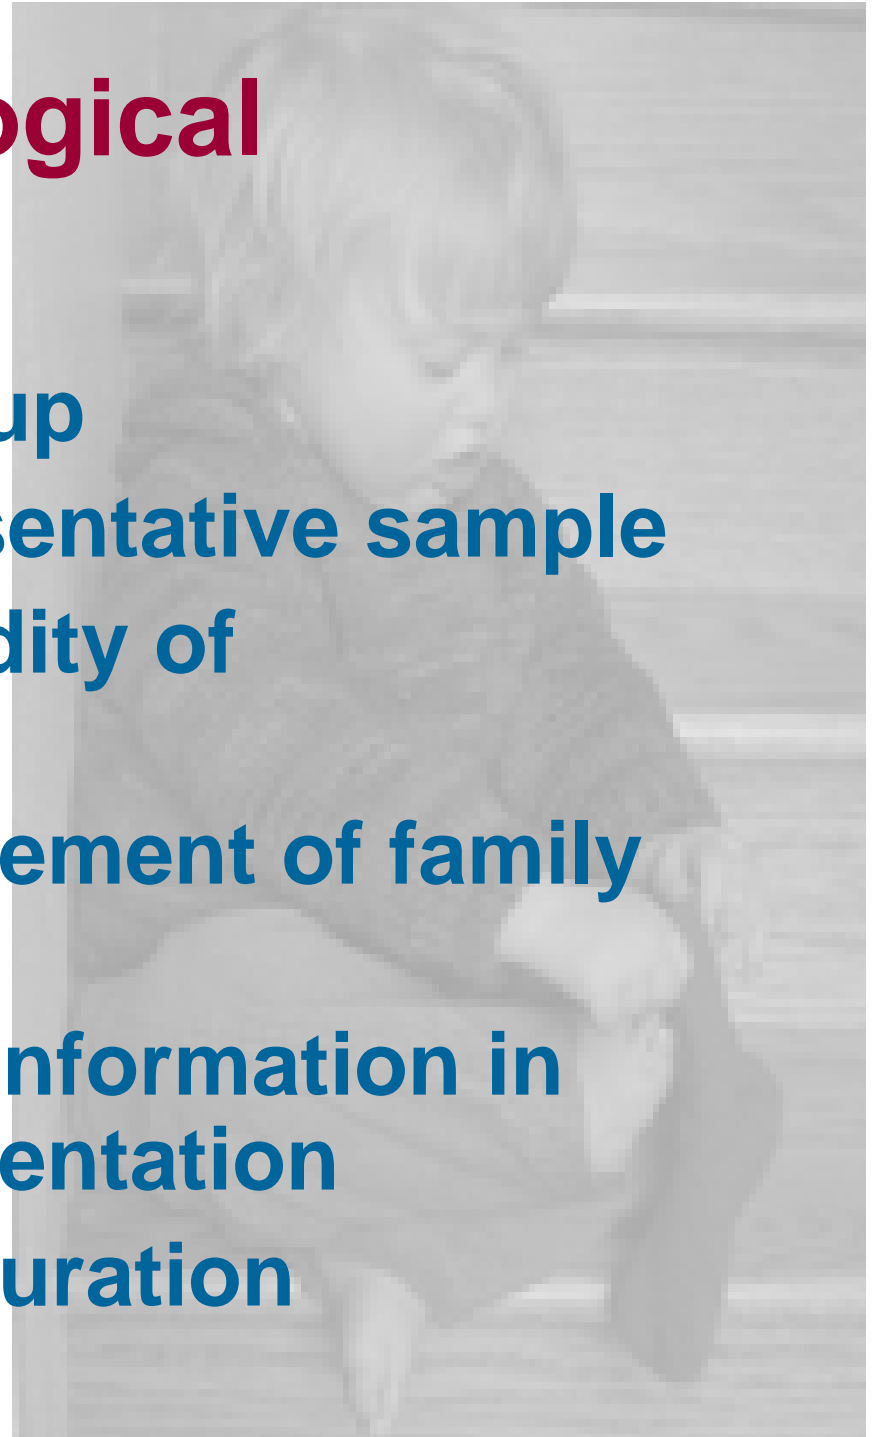 ogical
up
sentative sample
dity of
ement of family
nformation in
entation
uration